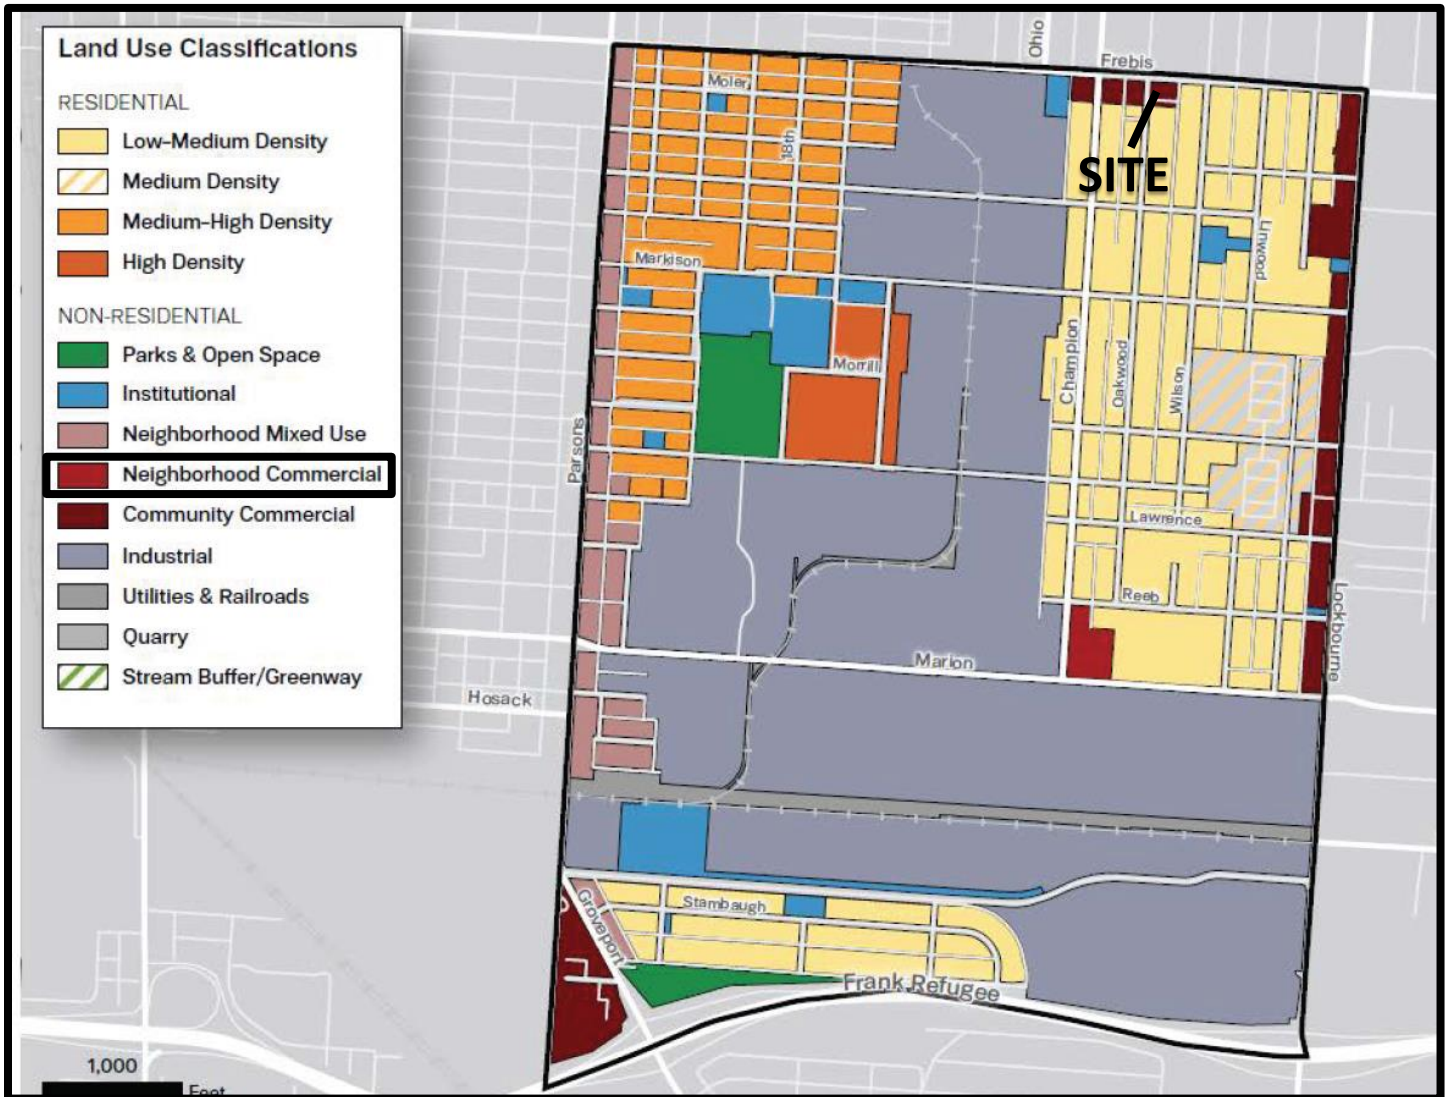 Land Use Classifications
RESIDENTIAL
Low-Medium Density
Medium Density
Medium-High Density
High Density
NON-RESIDENTIAL
Parks & Open Space
Institutional
Neighborhood Mixed Use
Neighborhood Commercial
Community Commercial
Industrial
Utilities & Railroads
Quarry
Stream Buffer/Greenway
Ohio
Frebis
Moler
18th
SITE
Linwood
Markison
Champion
Morrill
Oakwood
Wilson
Parsons
Lawrence
Reeb
Lockbourne
Marion
Hosack
Stambaugh
Groveport
Frank Refugee
1,000
Feet